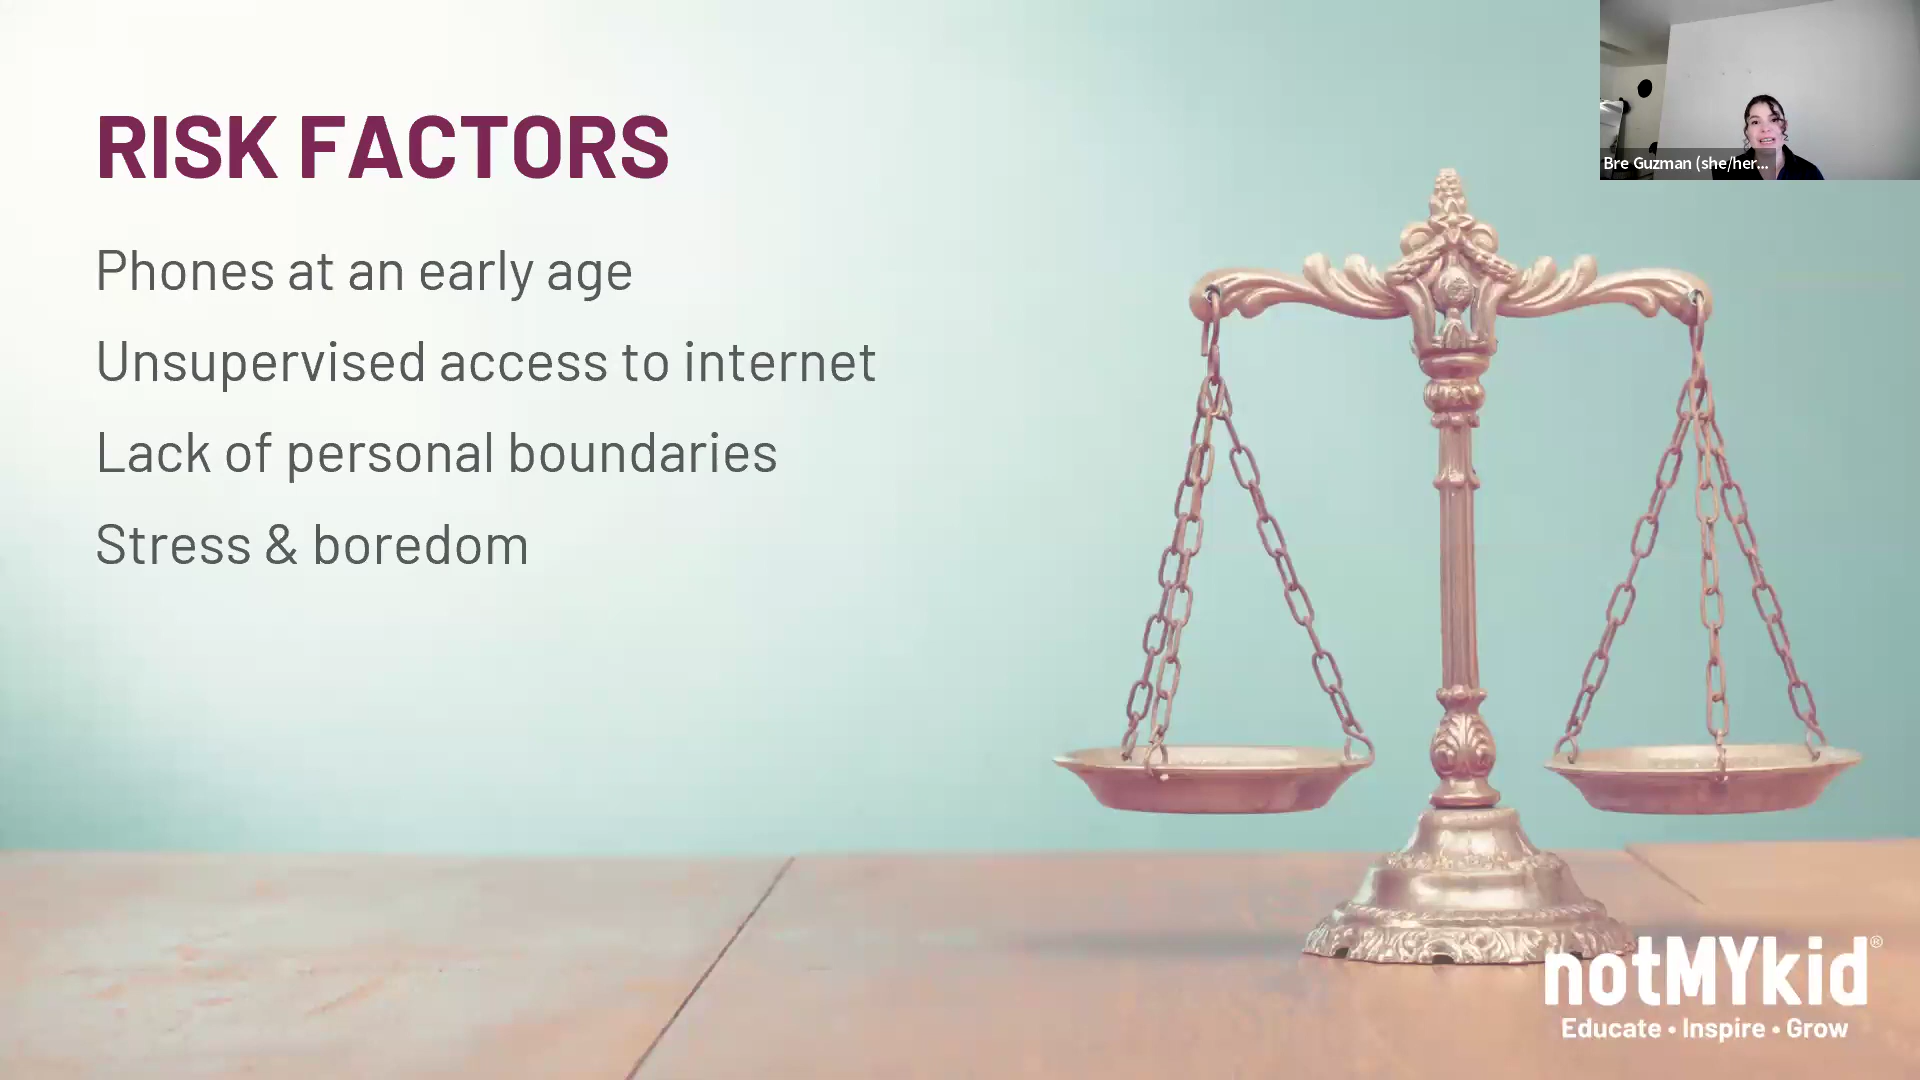 RISK FACTORS
Phones at an early age
Unsupervised access to internet
Lack of personal boundaries
Stress & boredom
Bre Guzman (she/her...
notMYkid®
Educate • Inspire • Grow